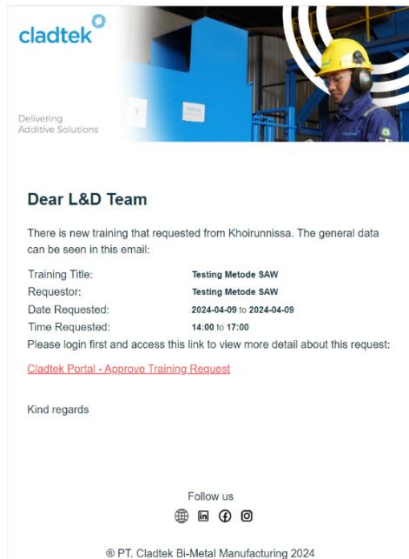 cladtek
Delivering
Additive Solutions
Dear L&D Team
There is new training that requested from Khoirunnissa. The general data
can be seen in this email:
Training Title: Testing Metode SAW
Requestor: Testing Metode SAW
Date Requested: 2024-04-09 to 2024-04-09
Time Requested: 14:00 to 17:00
Please login first and access this link to view more detail about this request:
Cladtek Portal - Approve Training Request
Kind regards
Follow us
® PT. Cladtek Bi-Metal Manufacturing 2024